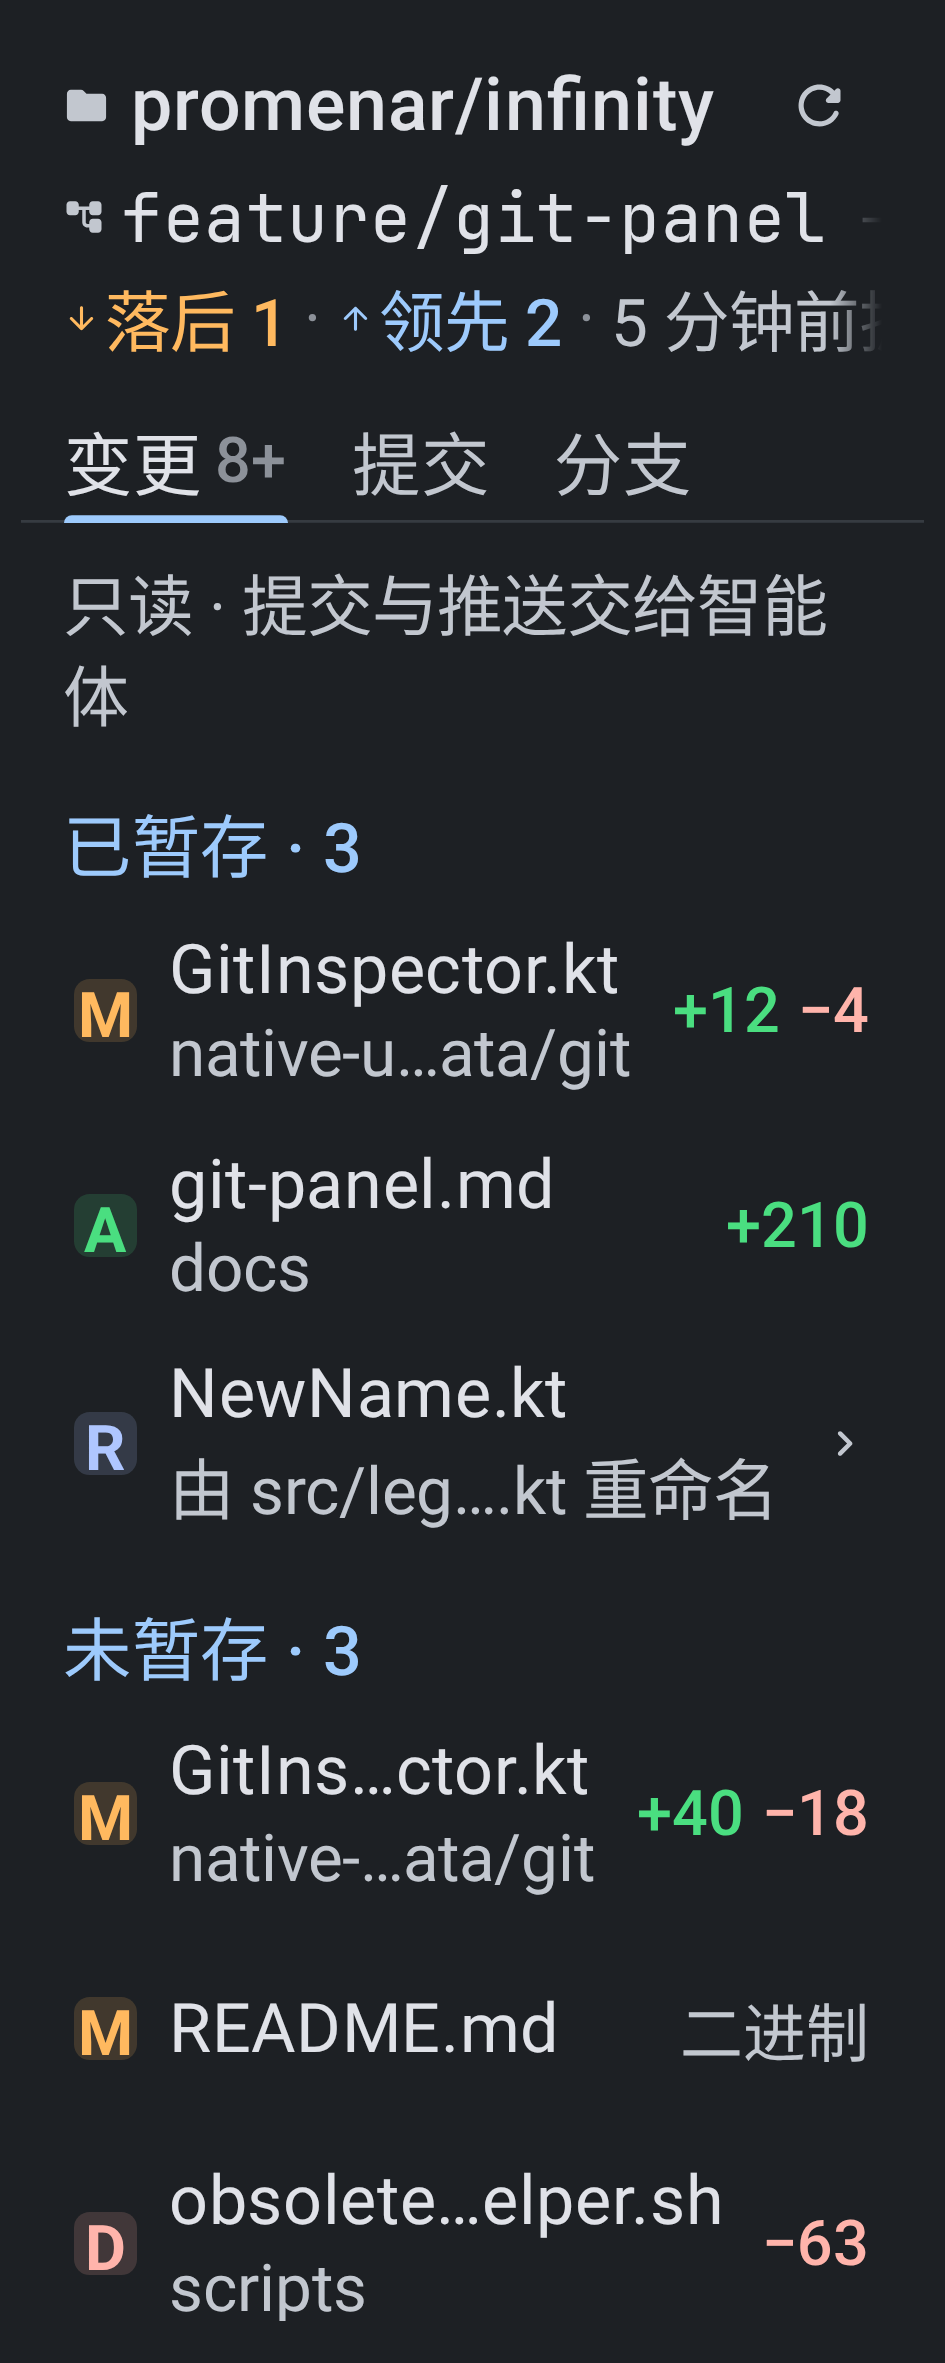 promenar/infinity
feature/git-panel
落后 1 · 领先 2 · 5 分钟前
变更 8+ 提交 分支
只读 · 提交与推送交给智能
体
已暂存 · 3
M GitInspector.kt +12 −4
native-u…ata/git
A git-panel.md +210
docs
R NewName.kt
由 src/leg….kt 重命名
未暂存 · 3
M GitIns…ctor.kt +40 −18
native-…ata/git
M README.md 二进制
D obsolete…elper.sh −63
scripts